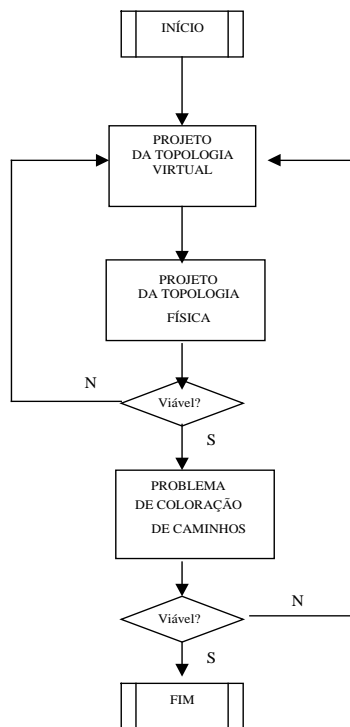 INÍCIO
PROJETO
DA TOPOLOGIA
VIRTUAL
PROJETO
DA TOPOLOGIA
FÍSICA
N
Viável?
S
PROBLEMA
DE COLORAÇÃO
DE CAMINHOS
N
Viável?
S
FIM